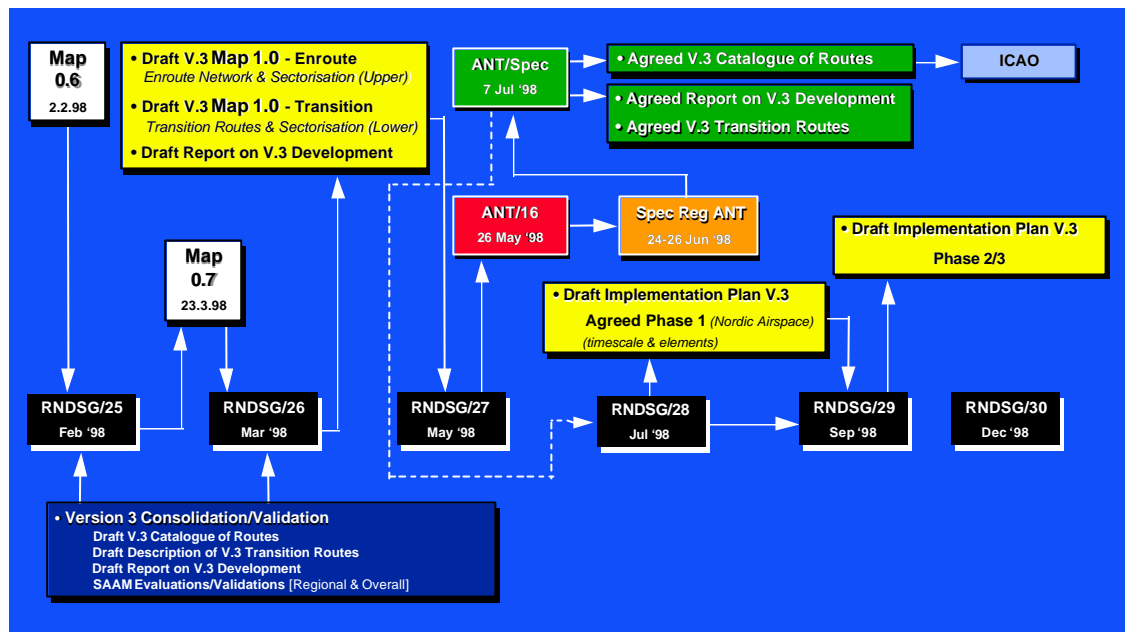 Map
0.6
2.2.98
• Draft V.3 Map 1.0 - Enroute
Enroute Network & Sectorisation (Upper)
• Draft V.3 Map 1.0 - Transition
Transition Routes & Sectorisation (Lower)
• Draft Report on V.3 Development
ANT/Spec
7 Jul ‘98
• Agreed V.3 Catalogue of Routes
ICAO
• Agreed Report on V.3 Development
• Agreed V.3 Transition Routes
ANT/16
26 May ‘98
Spec Reg ANT
24-26 Jun ‘98
• Draft Implementation Plan V.3
Phase 2/3
Map
0.7
23.3.98
• Draft Implementation Plan V.3
Agreed Phase 1 (Nordic Airspace)
(timescale & elements)
RNDSG/25
Feb ‘98
RNDSG/26
Mar ‘98
RNDSG/27
May ‘98
RNDSG/28
Jul ‘98
RNDSG/29
Sep ‘98
RNDSG/30
Dec ‘98
• Version 3 Consolidation/Validation
Draft V.3 Catalogue of Routes
Draft Description of V.3 Transition Routes
Draft Report on V.3 Development
SAAM Evaluations/Validations [Regional & Overall]